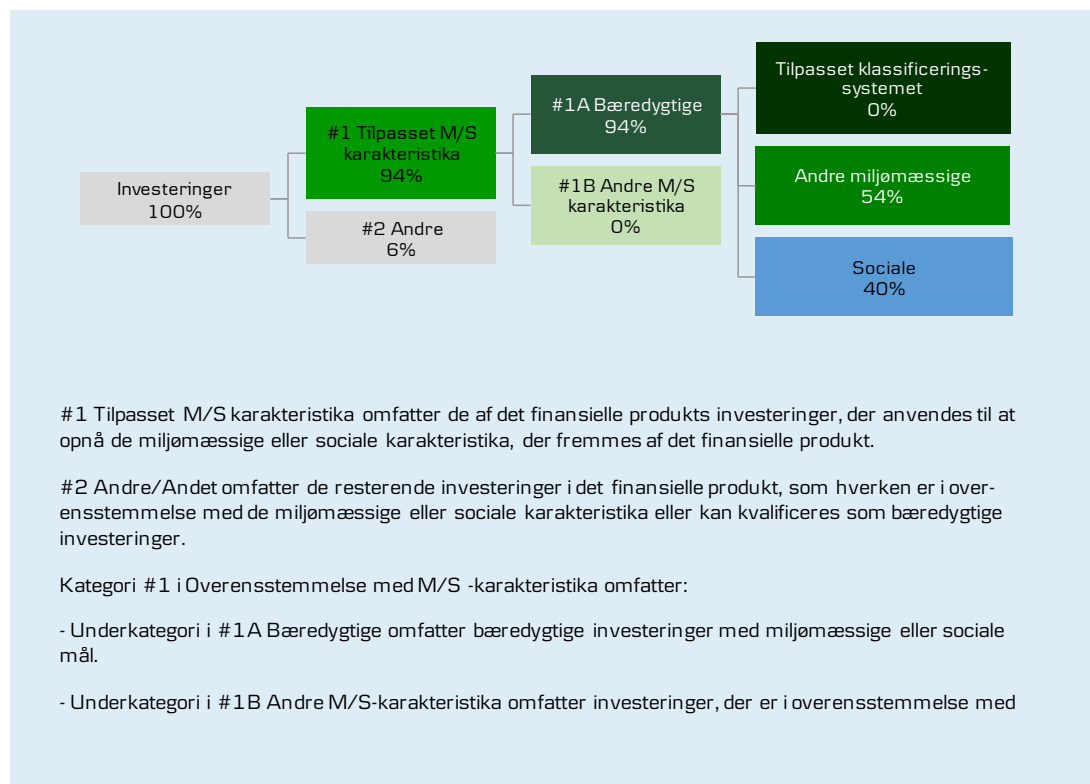 Investeringer
100%
#1 Tilpasset M/S
karakteristika
94%
#2 Andre
6%
#1A Bæredygtige
94%
#1B Andre M/S
karakteristika
0%
Tilpasset klassificerings-
systemet
0%
Andre miljømæssige
54%
Sociale
40%
#1 Tilpasset M/S karakteristika omfatter de af det finansielle produkts investeringer, der anvendes til at
opnå de miljømæssige eller sociale karakteristika, der fremmes af det finansielle produkt.
#2 Andre/Andet omfatter de resterende investeringer i det finansielle produkt, som hverken er i over-
ensstemmelse med de miljømæssige eller sociale karakteristika eller kan kvalificeres som bæredygtige
investeringer.
Kategori #1 i Overensstemmelse med M/S -karakteristika omfatter:
- Underkategori i #1A Bæredygtige omfatter bæredygtige investeringer med miljømæssige eller sociale
mål.
- Underkategori i #1B Andre M/S-karakteristika omfatter investeringer, der er i overensstemmelse med